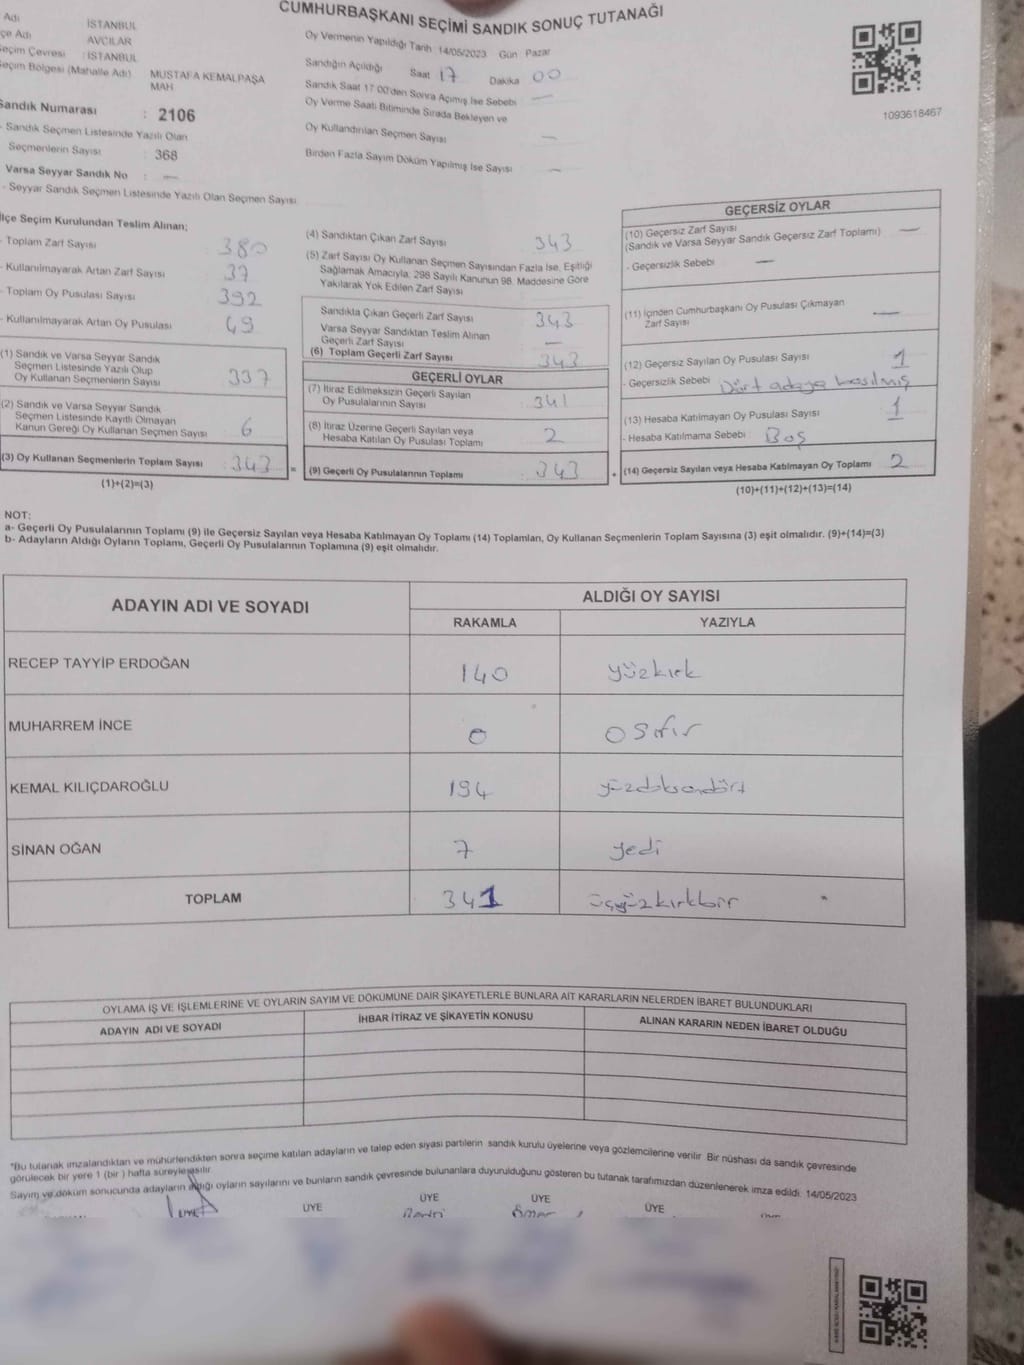 CUMHURBAŞKANI SEÇİMİ SANDIK SONUÇ TUTANAĞI
Adı İSTANBUL
çe Adı AVCILAR
eçim Çevresi : İSTANBUL
eçim Bölgesi (Mahalle Adı) MUSTAFA KEMALPAŞA
MAH
Sandık Numarası : 2106
- Sandık Seçmen Listesinde Yazılı Olan
Seçmenlerin Sayısı : 368
Varsa Seyyar Sandık No : —
- Seyyar Sandık Seçmen Listesinde Yazılı Olan Seçmen Sayısı
Oy Vermenin Yapıldığı Tarih : 14/05/2023 Gün : Pazar
Sandığın Açıldığı Saat 17 Dakika 00
Sandık Saat 17.00'den Sonra Açmış İse Sebebi —
Oy Verme Saati Bitiminde Sırada Bekleyen ve
Oy Kullandırılan Seçmen Sayısı —
Birden Fazla Sayım Döküm Yapılmış İse Sayısı —
1093618467
İlçe Seçim Kurulundan Teslim Alınan;
- Toplam Zarf Sayısı 380
- Kullanılmayarak Artan Zarf Sayısı 37
- Toplam Oy Pusulası Sayısı 392
- Kullanılmayarak Artan Oy Pusulası 49
(1) Sandık ve Varsa Seyyar Sandık
Seçmen Listesinde Yazılı Olup
Oy Kullanan Seçmenlerin Sayısı : 337
(2) Sandık ve Varsa Seyyar Sandık
Seçmen Listesinde Kayıtlı Olmayan
Kanun Gereği Oy Kullanan Seçmen Sayısı : 6
(3) Oy Kullanan Seçmenlerin Toplam Sayısı : 343 =
(1)+(2)=(3)
(4) Sandıktan Çıkan Zarf Sayısı 343
(5) Zarf Sayısı Oy Kullanan Seçmen Sayısından Fazla İse, Eşitliği
Sağlamak Amacıyla, 298 Sayılı Kanunun 98. Maddesine Göre
Yakılarak Yok Edilen Zarf Sayısı
Sandıkta Çıkan Geçerli Zarf Sayısı 343
Varsa Seyyar Sandıktan Teslim Alınan
Geçerli Zarf Sayısı —
(6) Toplam Geçerli Zarf Sayısı 343
GEÇERLİ OYLAR
(7) İtiraz Edilmeksizin Geçerli Sayılan
Oy Pusulalarının Sayısı : 341
(8) İtiraz Üzerine Geçerli Sayılan veya
Hesaba Katılan Oy Pusulası Toplamı 2
(9) Geçerli Oy Pusulalarının Toplamı : 343 +
GEÇERSİZ OYLAR
(10) Geçersiz Zarf Sayısı
(Sandık ve Varsa Seyyar Sandık Geçersiz Zarf Toplamı) —
- Geçersizlik Sebebi —
(11) İçinden Cumhurbaşkanı Oy Pusulası Çıkmayan
Zarf Sayısı —
(12) Geçersiz Sayılan Oy Pusulası Sayısı 1
- Geçersizlik Sebebi Dört adaya basılmış
(13) Hesaba Katılmayan Oy Pusulası Sayısı 1
- Hesaba Katılmama Sebebi : Boş
(14) Geçersiz Sayılan veya Hesaba Katılmayan Oy Toplamı 2
(10)+(11)+(12)+(13)=(14)
NOT:
a- Geçerli Oy Pusulalarının Toplamı (9) ile Geçersiz Sayılan veya Hesaba Katılmayan Oy Toplamı (14) Toplamları, Oy Kullanan Seçmenlerin Toplam Sayısına (3) eşit olmalıdır. (9)+(14)=(3)
b- Adayların Aldığı Oyların Toplamı, Geçerli Oy Pusulalarının Toplamına (9) eşit olmalıdır.
ADAYIN ADI VE SOYADI ALDIĞI OY SAYISI
RAKAMLA YAZIYLA
RECEP TAYYİP ERDOĞAN 140 yüzkırk
MUHARREM İNCE 0 0 sıfır
KEMAL KILIÇDAROĞLU 194 yüzdoksandört
SİNAN OĞAN 7 yedi
TOPLAM 341 üçyüzkırkbir
OYLAMA İŞ VE İŞLEMLERİNE VE OYLARIN SAYIM VE DÖKÜMÜNE DAİR ŞİKAYETLERLE BUNLARA AİT KARARLARIN NELERDEN İBARET BULUNDUKLARI
ADAYIN ADI VE SOYADI İHBAR İTİRAZ VE ŞİKAYETİN KONUSU ALINAN KARARIN NEDEN İBARET OLDUĞU
*Bu tutanak imzalandıktan ve mühürlendikten sonra seçime katılan adayların ve talep eden siyasi partilerin sandık kurulu üyelerine veya gözlemcilerine verilir. Bir nüshası da sandık çevresinde
görülecek bir yere 1 (bir ) hafta süreyle asılır.
Sayım ve döküm sonucunda adayların aldığı oyların sayılarını ve bunların sandık çevresinde bulunanlara duyurulduğunu gösteren bu tutanak tarafımızdan düzenlenerek imza edildi. 14/05/2023
ÜYE ÜYE ÜYE ÜYE ÜYE